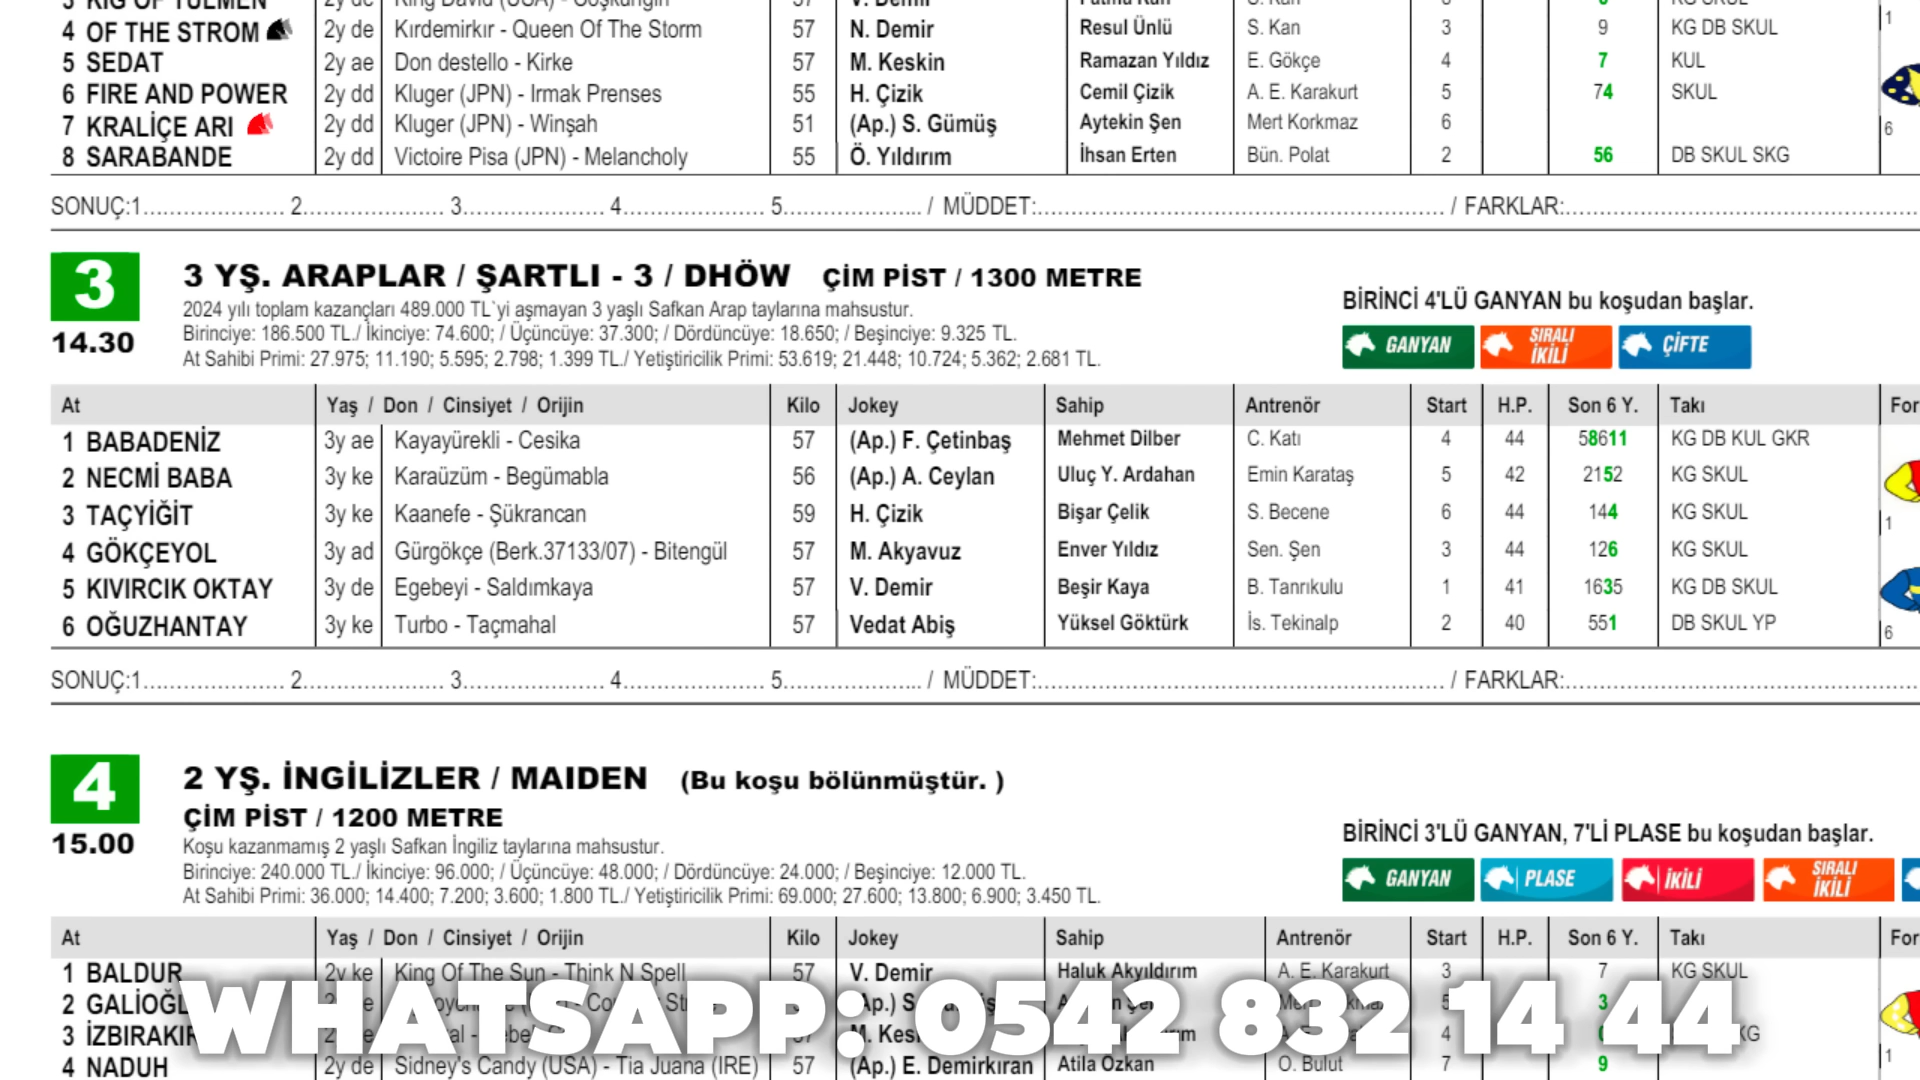 3 KIG OF TULEMEN 2y de King David (USA) - Coşkungin 57 V. Demir Fatma Kan S. Kan
4 OF THE STROM 2y de Kırdemirkır - Queen Of The Storm 57 N. Demir Resul Ünlü S. Kan 3 9 KG DB SKUL 1
5 SEDAT 2y ae Don destello - Kirke 57 M. Keskin Ramazan Yıldız E. Gökçe 4 7 KUL
6 FIRE AND POWER 2y dd Kluger (JPN) - Irmak Prenses 55 H. Çizik Cemil Çizik A. E. Karakurt 5 74 SKUL
7 KRALİÇE ARI 2y dd Kluger (JPN) - Winşah 51 (Ap.) S. Gümüş Aytekin Şen Mert Korkmaz 6 6
8 SARABANDE 2y dd Victoire Pisa (JPN) - Melancholy 55 Ö. Yıldırım İhsan Erten Bün. Polat 2 56 DB SKUL SKG
SONUÇ:1..................... 2..................... 3..................... 4..................... 5..................... / MÜDDET:.............................................................. / FARKLAR:......................................................
3 3 YŞ. ARAPLAR / ŞARTLI - 3 / DHÖW ÇİM PİST / 1300 METRE
14.30
2024 yılı toplam kazançları 489.000 TL`yi aşmayan 3 yaşlı Safkan Arap taylarına mahsustur.
Birinciye: 186.500 TL./ İkinciye: 74.600; / Üçüncüye: 37.300; / Dördüncüye: 18.650; / Beşinciye: 9.325 TL.
At Sahibi Primi: 27.975; 11.190; 5.595; 2.798; 1.399 TL./ Yetiştiricilik Primi: 53.619; 21.448; 10.724; 5.362; 2.681 TL.
BİRİNCİ 4'LÜ GANYAN bu koşudan başlar.
GANYAN SIRALI İKİLİ ÇİFTE
At Yaş / Don / Cinsiyet / Orijin Kilo Jokey Sahip Antrenör Start H.P. Son 6 Y. Takı For
1 BABADENİZ 3y ae Kayayürekli - Cesika 57 (Ap.) F. Çetinbaş Mehmet Dilber C. Katı 4 44 58611 KG DB KUL GKR
2 NECMİ BABA 3y ke Karaüzüm - Begümabla 56 (Ap.) A. Ceylan Uluç Y. Ardahan Emin Karataş 5 42 2152 KG SKUL
3 TAÇYİĞİT 3y ke Kaanefe - Şükrancan 59 H. Çizik Bişar Çelik S. Becene 6 44 144 KG SKUL 1
4 GÖKÇEYOL 3y ad Gürgökçe (Berk.37133/07) - Bitengül 57 M. Akyavuz Enver Yıldız Sen. Şen 3 44 126 KG SKUL
5 KIVIRCIK OKTAY 3y de Egebeyi - Saldımkaya 57 V. Demir Beşir Kaya B. Tanrıkulu 1 41 1635 KG DB SKUL
6 OĞUZHANTAY 3y ke Turbo - Taçmahal 57 Vedat Abiş Yüksel Göktürk İs. Tekinalp 2 40 551 DB SKUL YP 6
SONUÇ:1..................... 2..................... 3..................... 4..................... 5..................... / MÜDDET:.............................................................. / FARKLAR:......................................................
4 2 YŞ. İNGİLİZLER / MAIDEN (Bu koşu bölünmüştür. )
ÇİM PİST / 1200 METRE
15.00
Koşu kazanmamış 2 yaşlı Safkan İngiliz taylarına mahsustur.
Birinciye: 240.000 TL./ İkinciye: 96.000; / Üçüncüye: 48.000; / Dördüncüye: 24.000; / Beşinciye: 12.000 TL.
At Sahibi Primi: 36.000; 14.400; 7.200; 3.600; 1.800 TL./ Yetiştiricilik Primi: 69.000; 27.600; 13.800; 6.900; 3.450 TL.
BİRİNCİ 3'LÜ GANYAN, 7'Lİ PLASE bu koşudan başlar.
GANYAN PLASE İKİLİ SIRALI İKİLİ
At Yaş / Don / Cinsiyet / Orijin Kilo Jokey Sahip Antrenör Start H.P. Son 6 Y. Takı For
1 BALDUR 2y ke King Of The Sun - Think N Spell 57 V. Demir Haluk Akyıldırım A. E. Karakurt 3 7 KG SKUL
2
3
4 NADUH 2y de Sidney's Candy (USA) - Tia Juana (IRE) 57 (Ap.) E. Demirkıran Atila Özkan O. Bulut 7 9 1
WHATSAPP: 0542 832 14 44